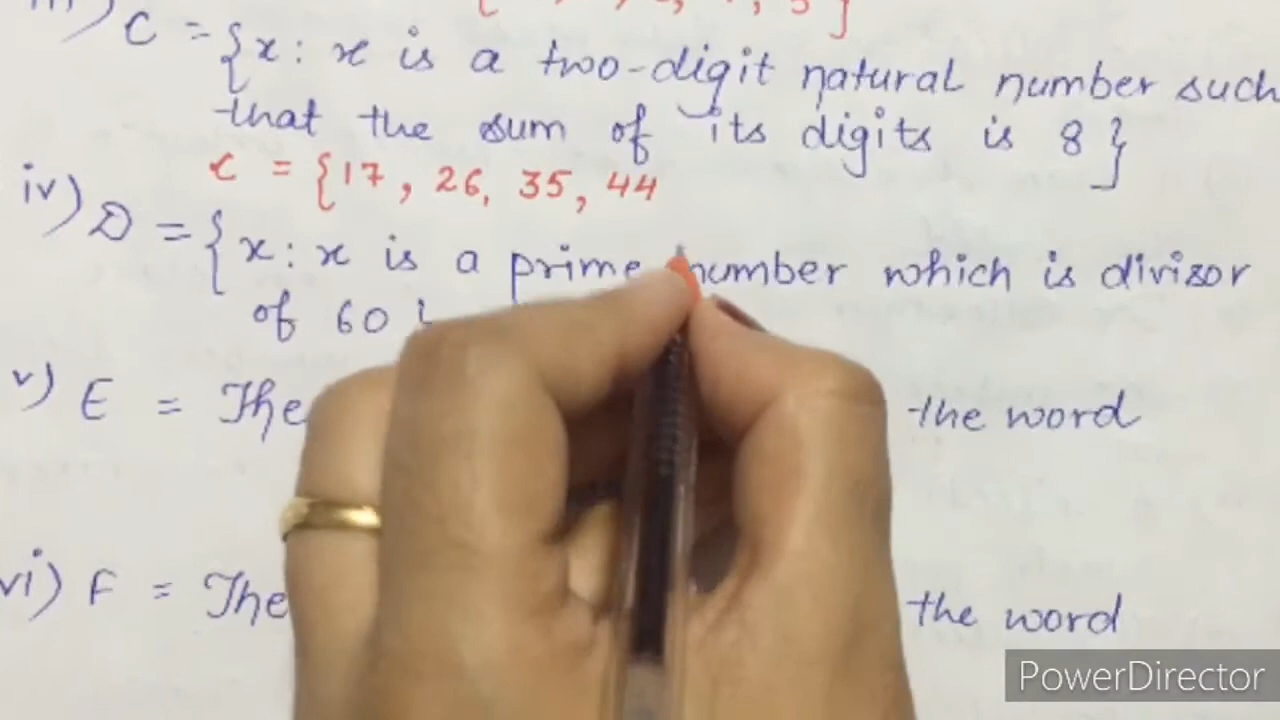 5}
C = {x : x is a two-digit natural number such
that the sum of its digits is 8}
C = {17, 26, 35, 44
iv) D = {x : x is a prime number which is divisor
of 60}
v) E = The the word
vi) F = The the word
PowerDirector